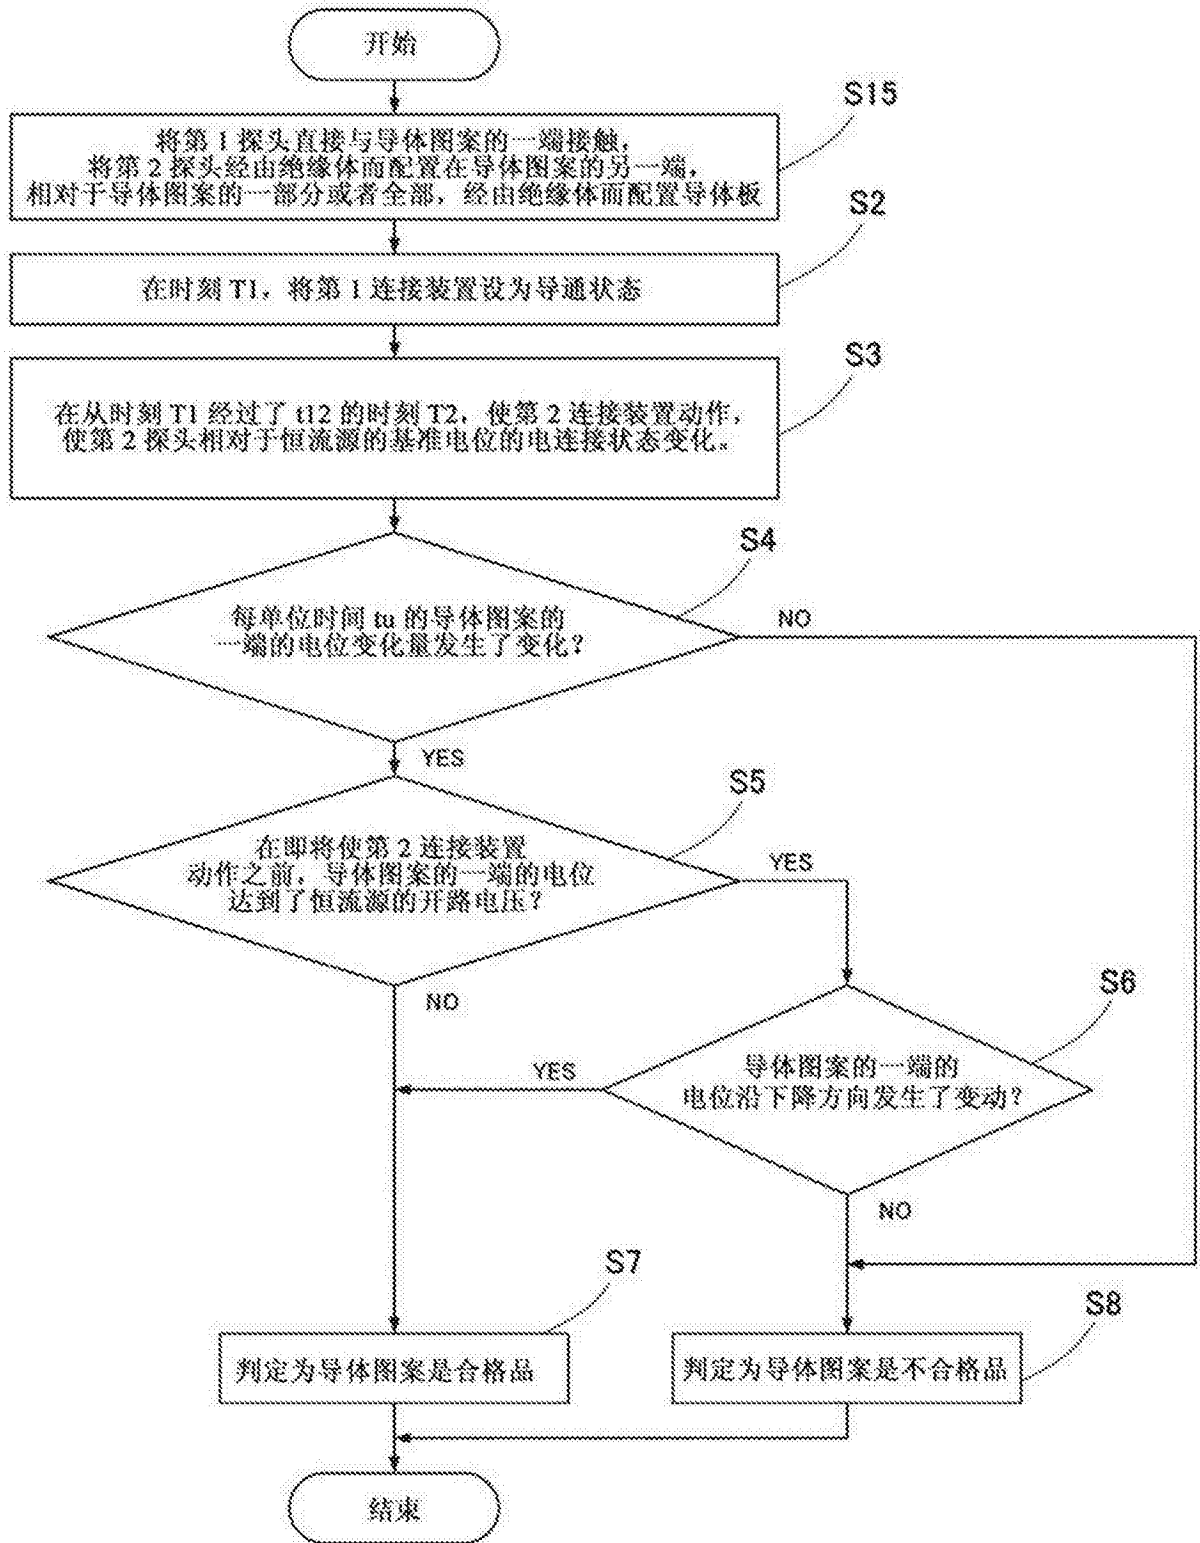 开始
S15
将第1探头直接与导体图案的一端接触，
将第2探头经由绝缘体而配置在导体图案的另一端，
相对于导体图案的一部分或者全部，经由绝缘体而配置导体板
S2
在时刻T1，将第1连接装置设为导通状态
S3
在从时刻T1经过了t12的时刻T2，使第2连接装置动作，
使第2探头相对于恒流源的基准电位的电连接状态变化。
S4
每单位时间tu的导体图案的
一端的电位变化量发生了变化？
NO
YES
S5
在即将使第2连接装置
动作之前，导体图案的一端的电位
达到了恒流源的开路电压？
YES
NO
S6
导体图案的一端的
电位沿下降方向发生了变动？
YES
NO
S7
判定为导体图案是合格品
S8
判定为导体图案是不合格品
结束